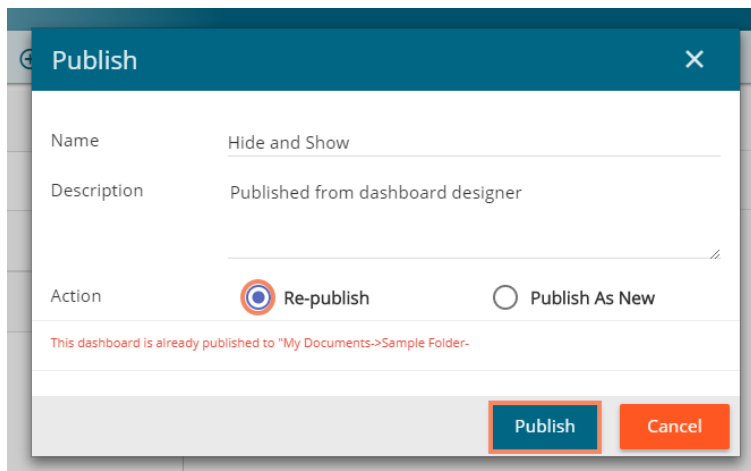 Publish
Name Hide and Show
Description Published from dashboard designer
Action Re-publish Publish As New
This dashboard is already published to "My Documents->Sample Folder-
Publish Cancel